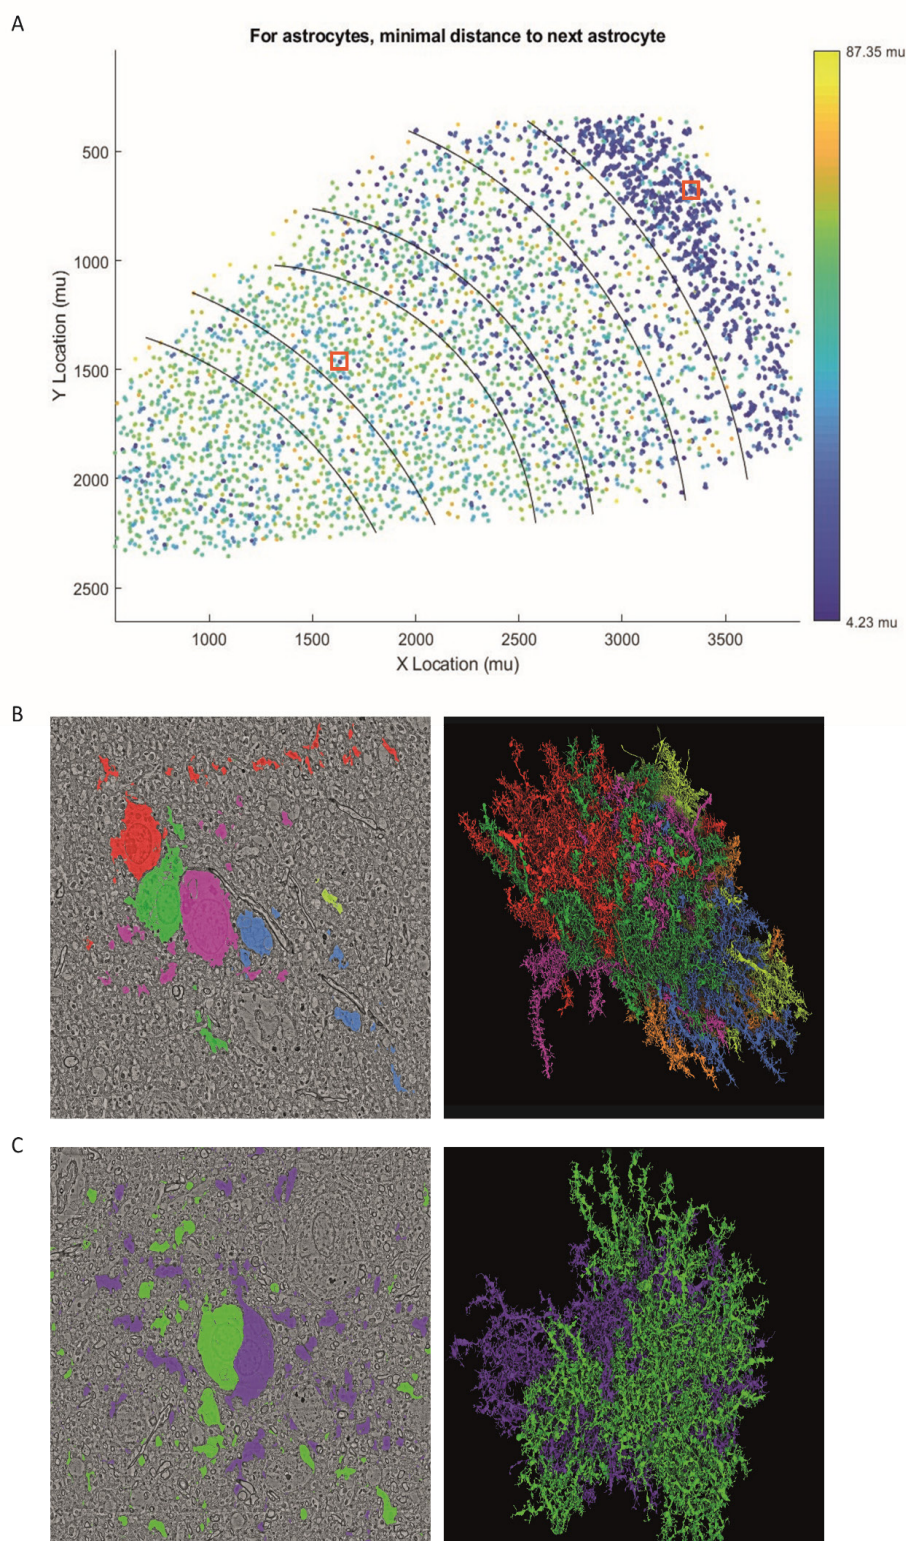 A
For astrocytes, minimal distance to next astrocyte
87.35 mu
500
1000
1500
2000
2500
Y Location (mu)
4.23 mu
1000 1500 2000 2500 3000 3500
X Location (mu)
B
C